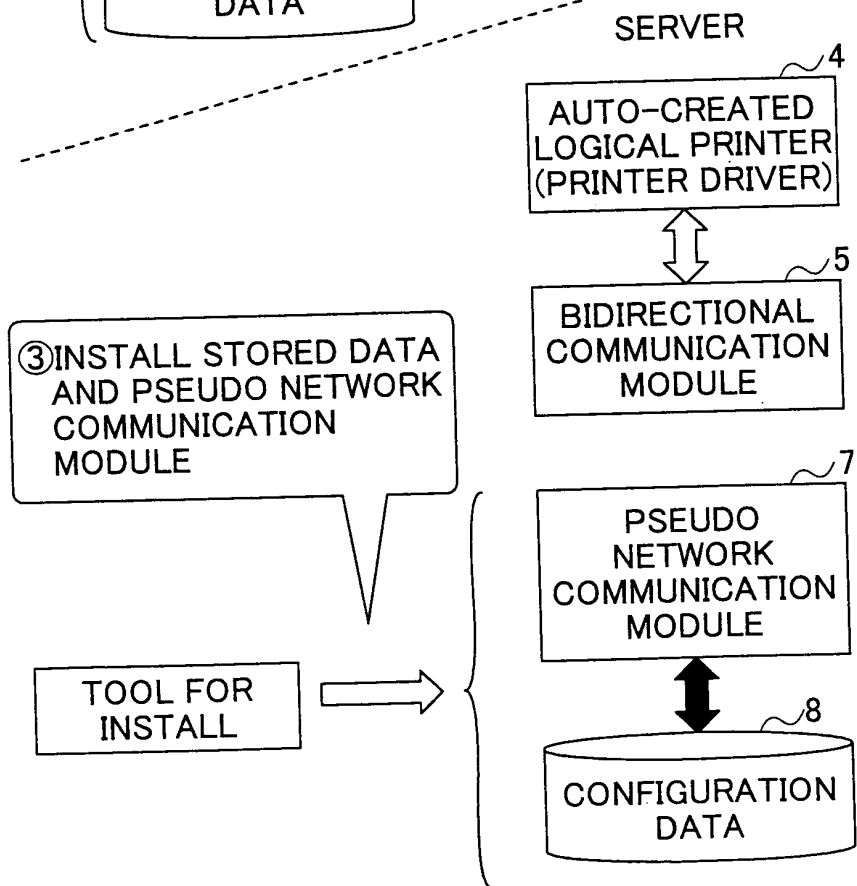 DATA
SERVER
4
AUTO-CREATED
LOGICAL PRINTER
(PRINTER DRIVER)
5
BIDIRECTIONAL
COMMUNICATION
MODULE
③INSTALL STORED DATA
AND PSEUDO NETWORK
COMMUNICATION
MODULE
7
PSEUDO
NETWORK
COMMUNICATION
MODULE
TOOL FOR
INSTALL
8
CONFIGURATION
DATA